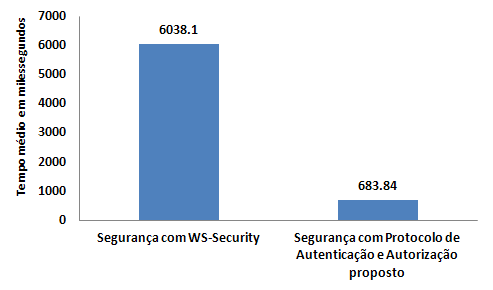 Tempo médio em milessegundos
7000
6000
5000
4000
3000
2000
1000
0
6038.1
683.84
Segurança com WS-Security
Segurança com Protocolo de
Autenticação e Autorização
proposto